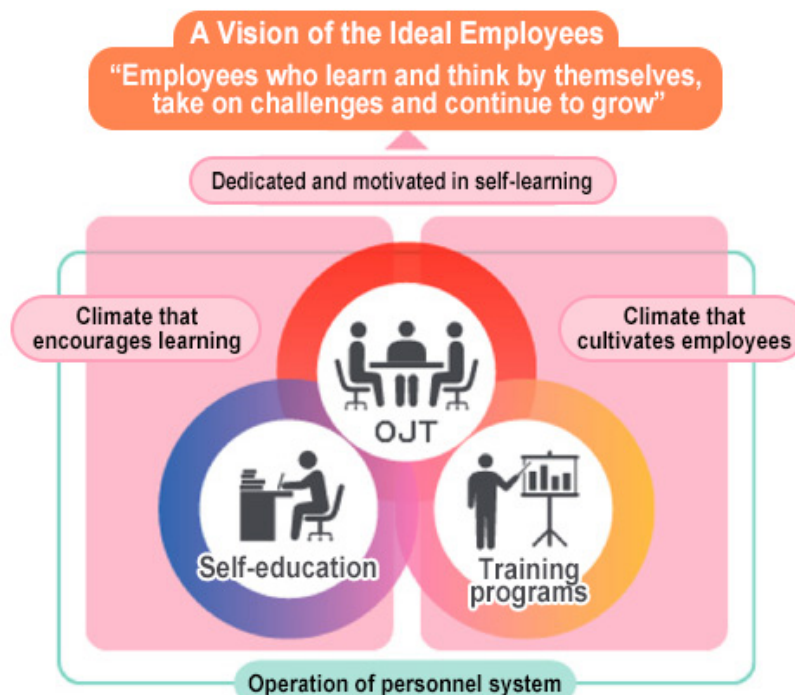 A Vision of the Ideal Employees
“Employees who learn and think by themselves,
take on challenges and continue to grow”
Dedicated and motivated in self-learning
Climate that
encourages learning
Climate that
cultivates employees
OJT
Self-education
Training
programs
Operation of personnel system